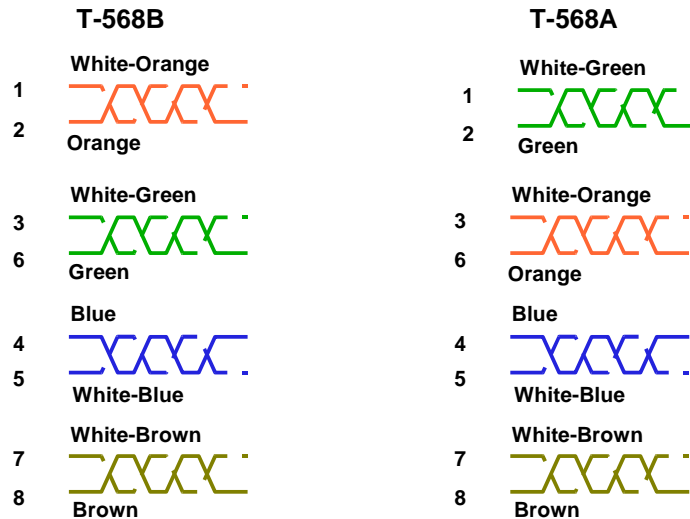 T-568B
White-Orange
1
2
Orange
White-Green
3
6
Green
Blue
4
5
White-Blue
White-Brown
7
8
Brown
T-568A
White-Green
1
2
Green
White-Orange
3
6
Orange
Blue
4
5
White-Blue
White-Brown
7
8
Brown